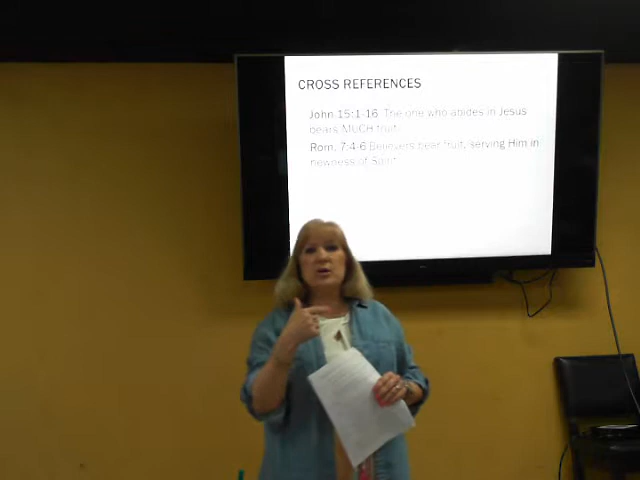 CROSS REFERENCES
John 15:1-16 The one who abides in Jesus
bears MUCH fruit.
Rom. 7:4-6 Believers bear fruit, serving Him in
newness of Spirit